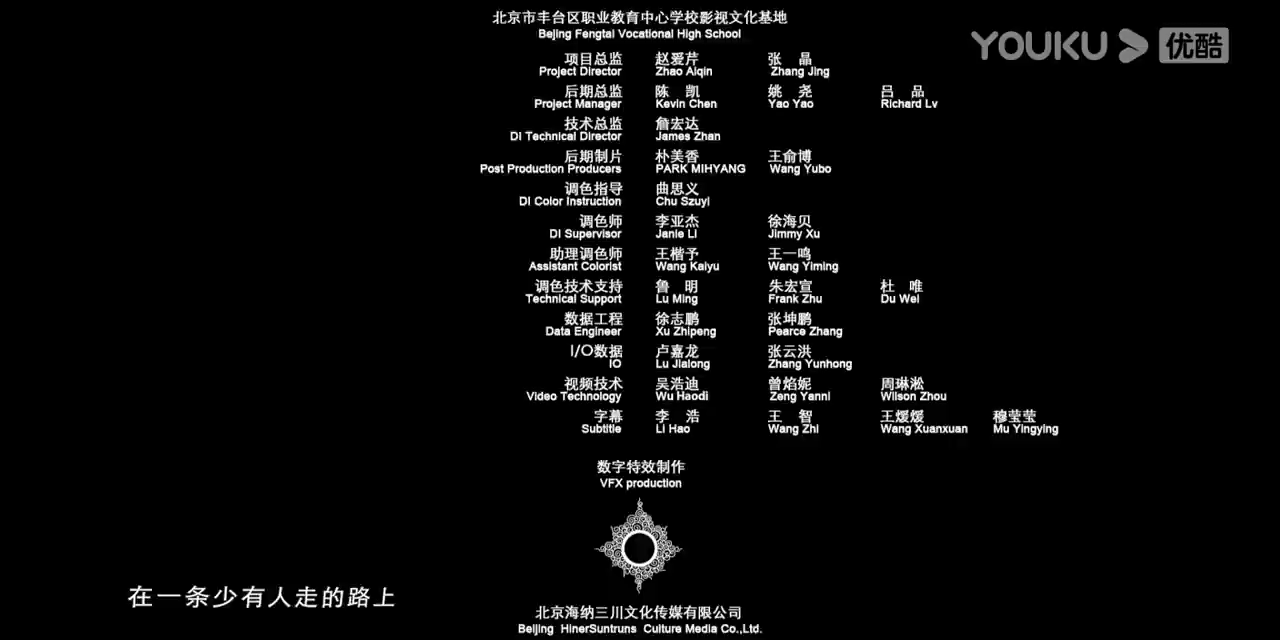 北京市丰台区职业教育中心学校影视文化基地
Bejing Fengtai Vocational High School
YOUKU 优酷
项目总监 赵爱芹 张 晶
Project Director Zhao Aiqin Zhang Jing
后期总监 陈 凯 姚 尧 吕 品
Project Manager Kevin Chen Yao Yao Richard Lv
技术总监 詹宏达
Di Technical Director James Zhan
后期制片 朴美香 王俞博
Post Production Producers PARK MIHYANG Wang Yubo
调色指导 曲思义
DI Color Instruction Chu Szuyi
调色师 李亚杰 徐海贝
DI Supervisor Janie Li Jimmy Xu
助理调色师 王楷予 王一鸣
Assistant Colorist Wang Kaiyu Wang Yiming
调色技术支持 鲁 明 朱宏宣 杜 唯
Technical Support Lu Ming Frank Zhu Du Wei
数据工程 徐志鹏 张坤鹏
Data Engineer Xu Zhipeng Pearce Zhang
I/O数据 卢嘉龙 张云洪
IO Lu Jialong Zhang Yunhong
视频技术 吴浩迪 曾焰妮 周琳淞
Video Technology Wu Haodi Zeng Yanni Wilson Zhou
字幕 李 浩 王 智 王煖煖 穆莹莹
Subtitle Li Hao Wang Zhi Wang Xuanxuan Mu Yingying
数字特效制作
VFX production
在一条少有人走的路上
北京海纳三川文化传媒有限公司
Beijing HinerSuntruns Culture Media Co.,Ltd.